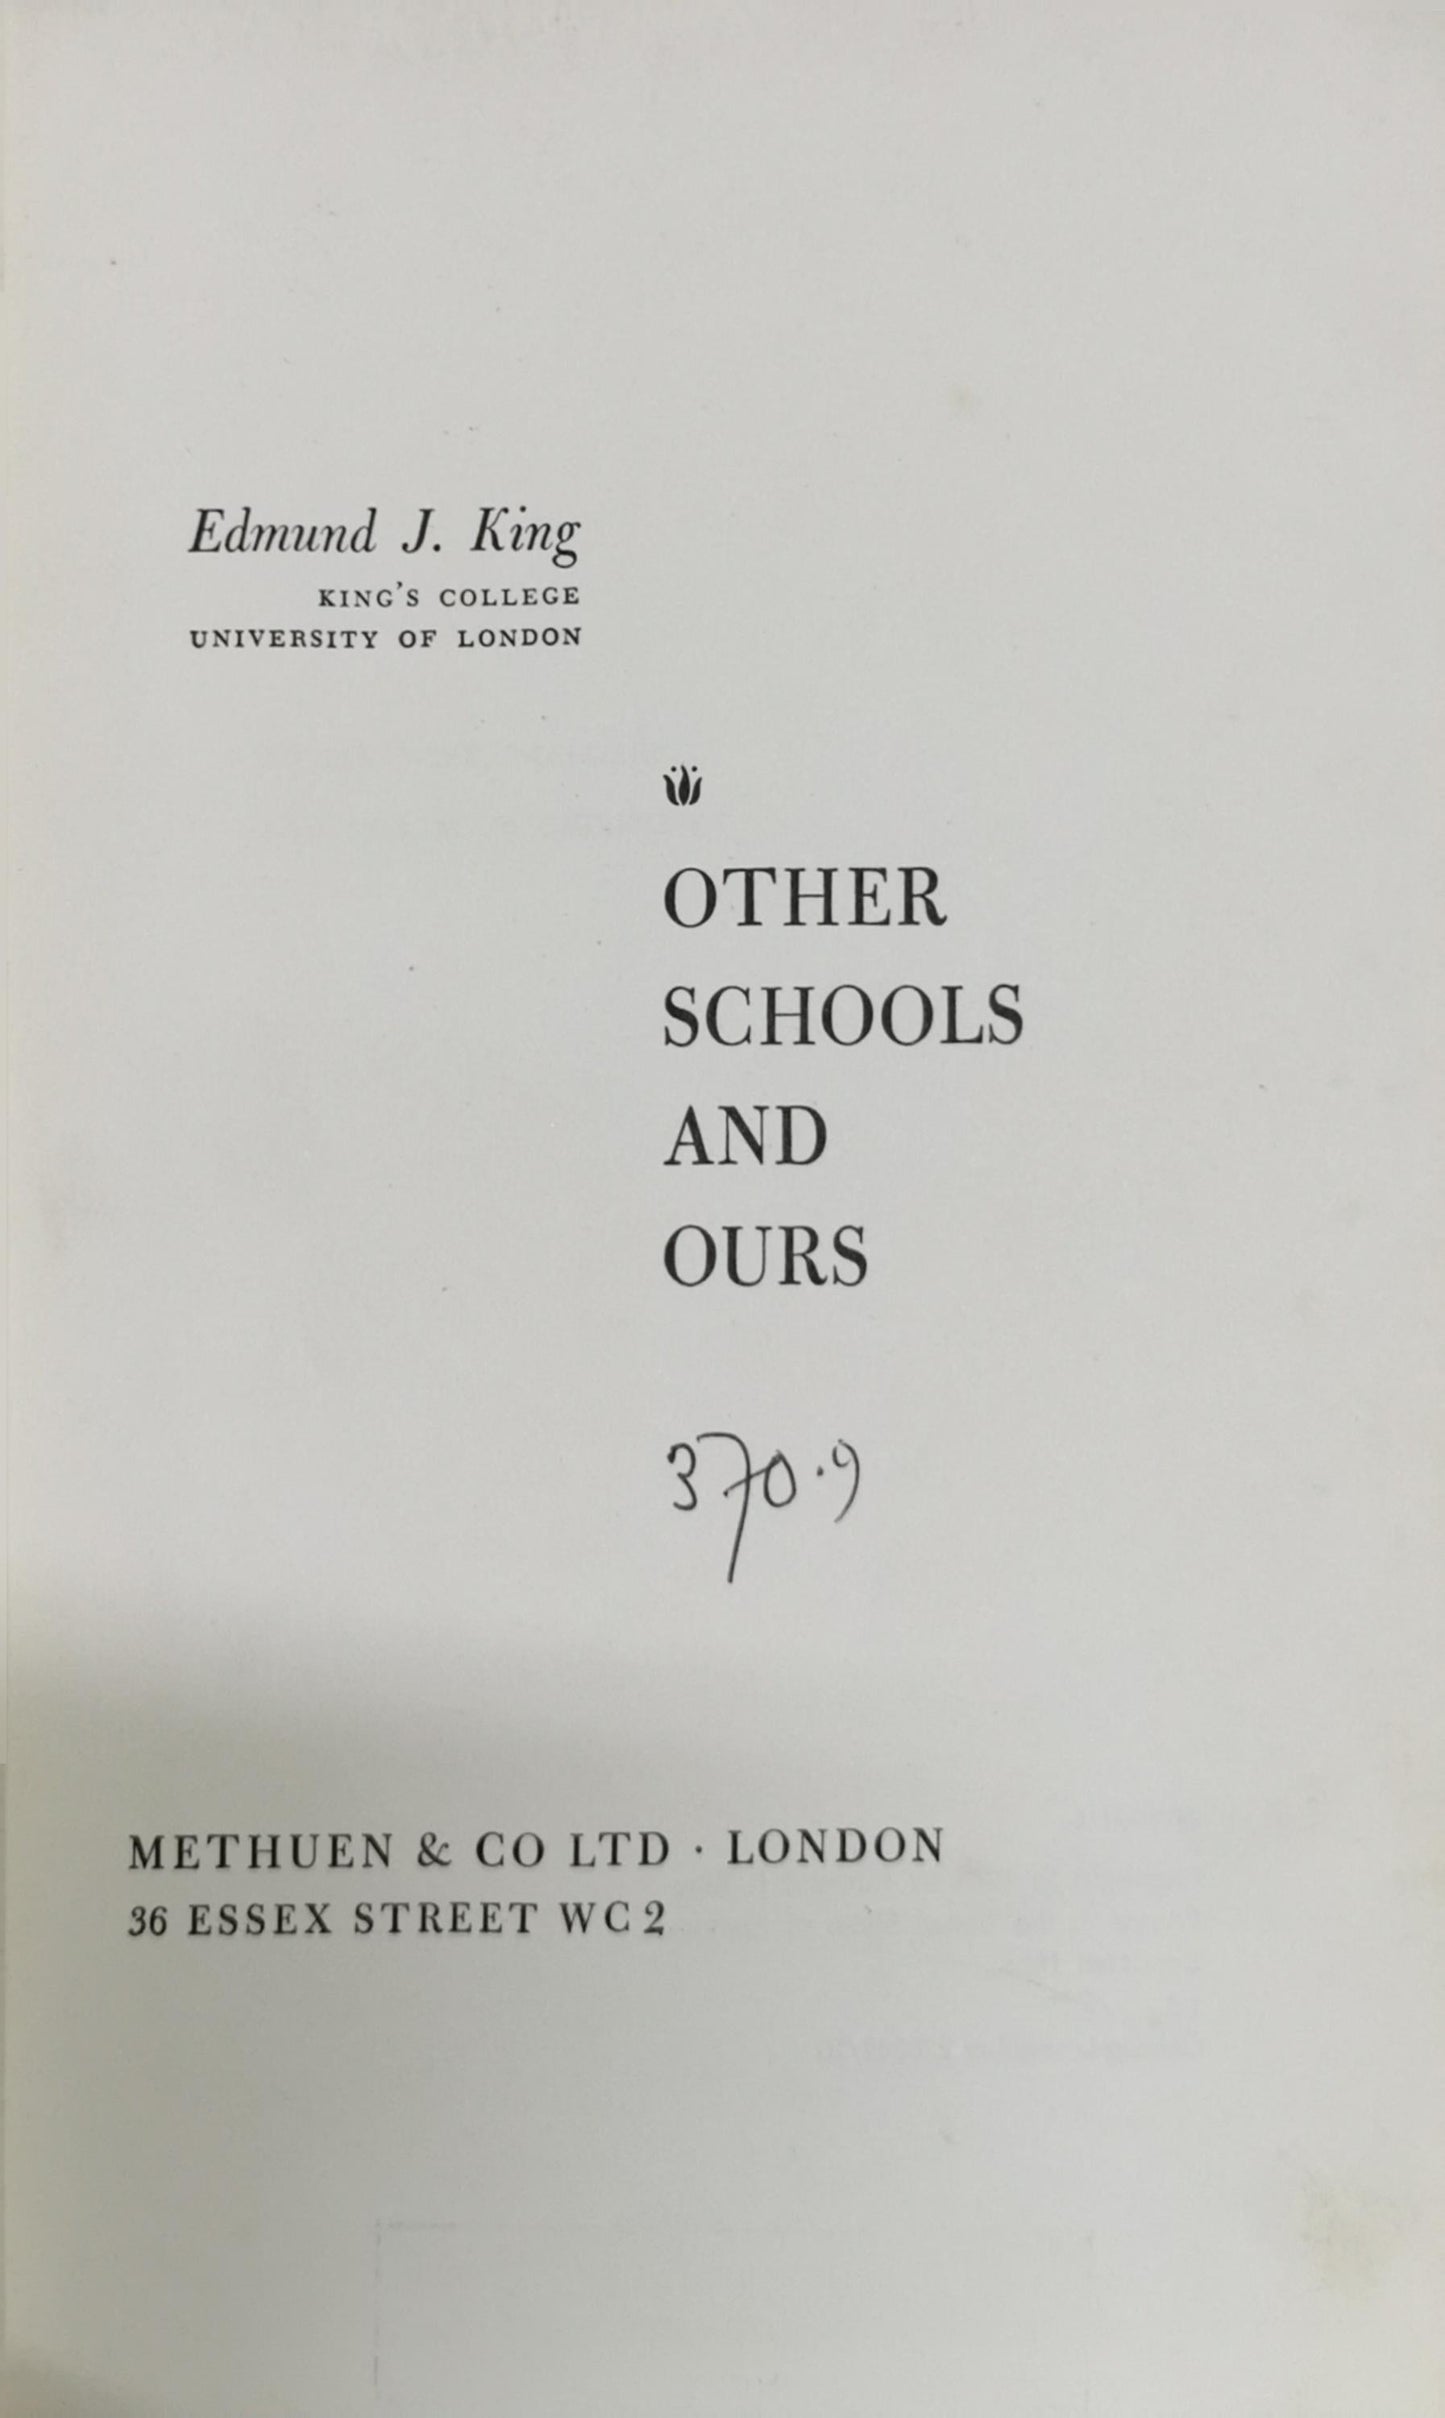 Edmund J. King
KING'S COLLEGE
UNIVERSITY OF LONDON
OTHER
SCHOOLS
AND
OURS
370.9
METHUEN & CO LTD · LONDON
36 ESSEX STREET WC2